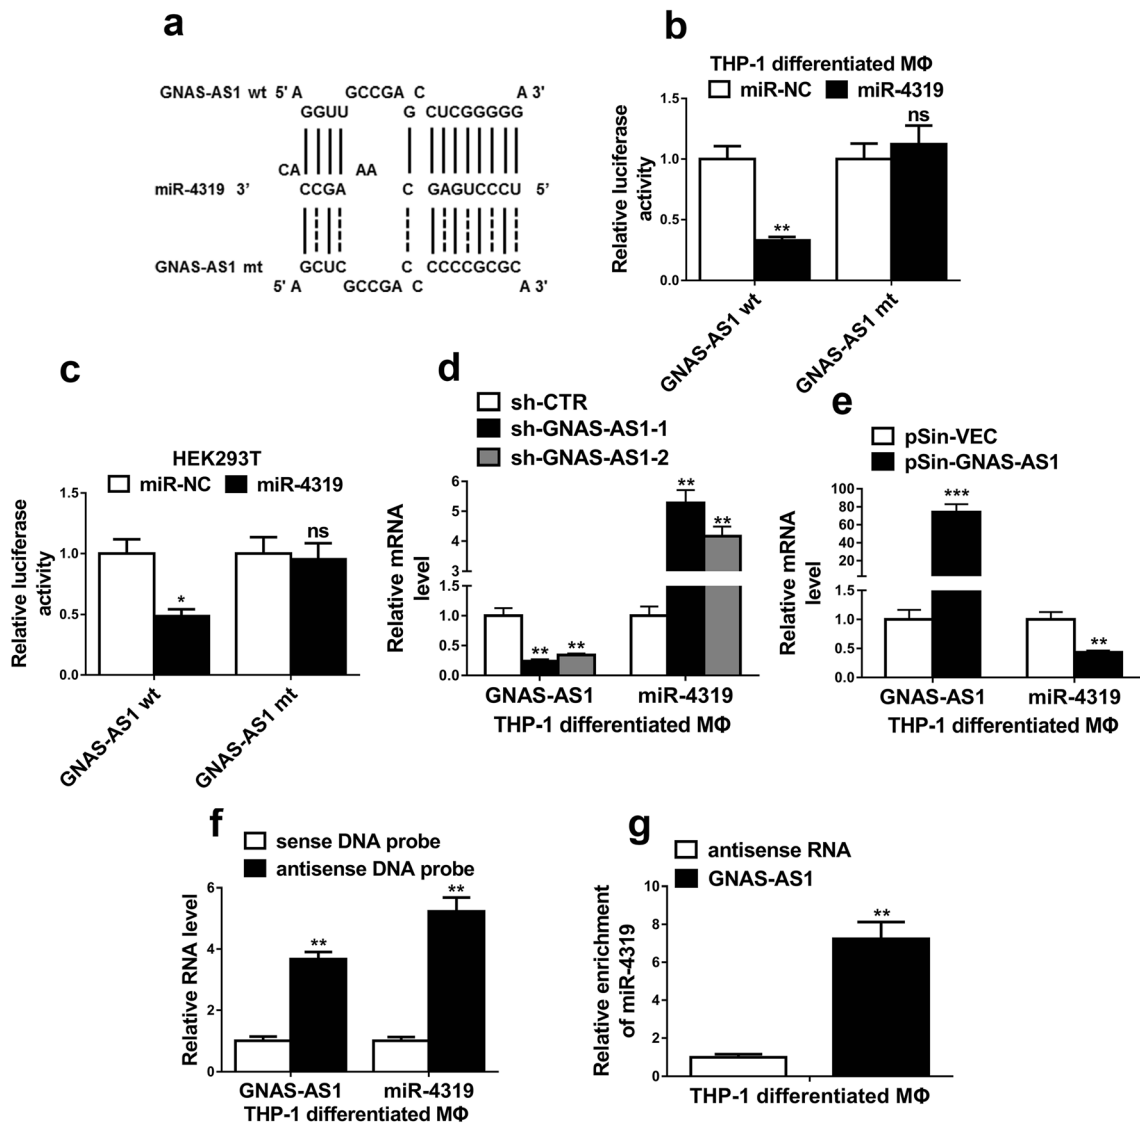 a
GNAS-AS1 wt 5' A GCCGA C A 3'
GGUU G CUCGGGGG
CA AA
miR-4319 3' CCGA C GAGUCCCU 5'
GNAS-AS1 mt GCUC C CCCCGCGC
5' A GCCGA C A 3'
b
THP-1 differentiated MΦ
miR-NC miR-4319
Relative luciferase activity
1.5
1.0
0.5
0.0
**
ns
GNAS-AS1 wt
GNAS-AS1 mt
c
HEK293T
miR-NC miR-4319
Relative luciferase activity
1.5
1.0
0.5
0.0
*
ns
GNAS-AS1 wt
GNAS-AS1 mt
d
sh-CTR
sh-GNAS-AS1-1
sh-GNAS-AS1-2
Relative mRNA level
6
5
4
3
1.5
1.0
0.5
0.0
** **
** **
GNAS-AS1 miR-4319
THP-1 differentiated MΦ
e
pSin-VEC
pSin-GNAS-AS1
Relative mRNA level
100
80
60
40
20
1.5
1.0
0.5
0.0
***
**
GNAS-AS1 miR-4319
THP-1 differentiated MΦ
f
sense DNA probe
antisense DNA probe
Relative RNA level
6
4
2
0
**
**
GNAS-AS1 miR-4319
THP-1 differentiated MΦ
g
antisense RNA
GNAS-AS1
Relative enrichment of miR-4319
10
8
6
4
2
0
**
THP-1 differentiated MΦ